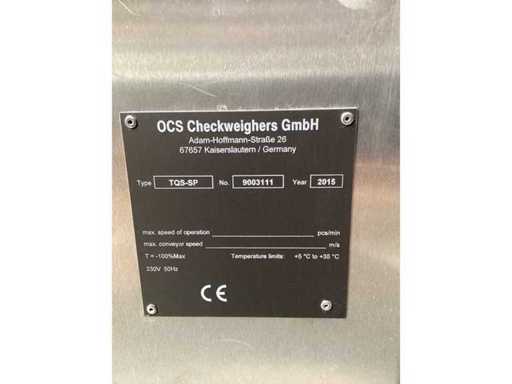 OCS Checkweighers GmbH
Adam-Hoffmann-Straße 26
67657 Kaiserslautern / Germany
Type TQS-SP No. 9003111 Year 2015
max. speed of operation pcs/min
max. conveyor speed m/s
T = -100%Max Temperature limits: +5 °C to +35 °C
230V 50Hz
CE